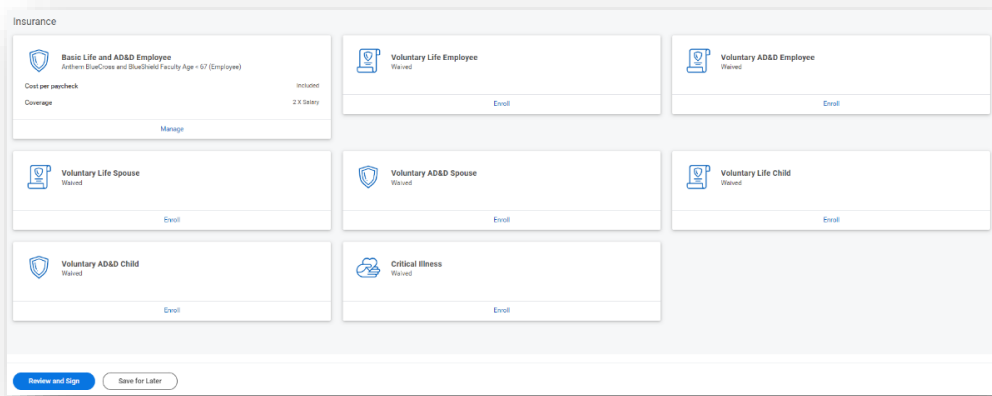 Insurance
Basic Life and AD&D Employee
Anthem BlueCross and BlueShield Faculty Age < 67 (Employee)
Cost per paycheck Included
Coverage 2 X Salary
Manage
Voluntary Life Employee
Waived
Enroll
Voluntary AD&D Employee
Waived
Enroll
Voluntary Life Spouse
Waived
Enroll
Voluntary AD&D Spouse
Waived
Enroll
Voluntary Life Child
Waived
Enroll
Voluntary AD&D Child
Waived
Enroll
Critical Illness
Waived
Enroll
Review and Sign
Save for Later